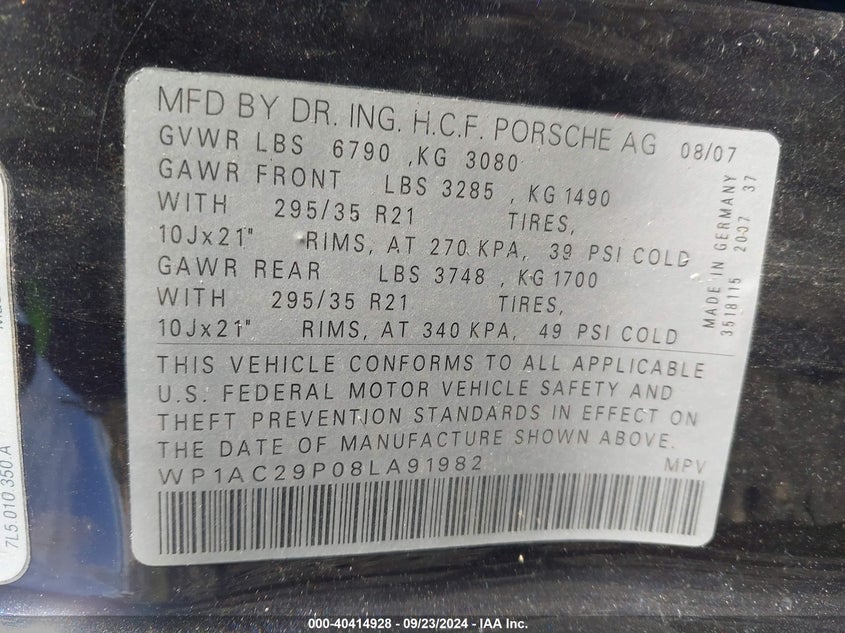 MFD BY DR. ING. H.C.F. PORSCHE AG 08/07
GVWR LBS 6790 ,KG 3080
GAWR FRONT LBS 3285 , KG 1490
WITH 295/35 R21 TIRES,
10Jx21" RIMS, AT 270 KPA, 39 PSI COLD
GAWR REAR LBS 3748 , KG 1700
WITH 295/35 R21 TIRES,
10Jx21" RIMS, AT 340 KPA, 49 PSI COLD
THIS VEHICLE CONFORMS TO ALL APPLICABLE
U.S. FEDERAL MOTOR VEHICLE SAFETY AND
THEFT PREVENTION STANDARDS IN EFFECT ON
THE DATE OF MANUFACTURE SHOWN ABOVE.
WP1AC29P08LA91982 MPV
MADE IN GERMANY
3518115 2007 37
7L5.010.350.A
000-40414928 - 09/23/2024 - IAA Inc.